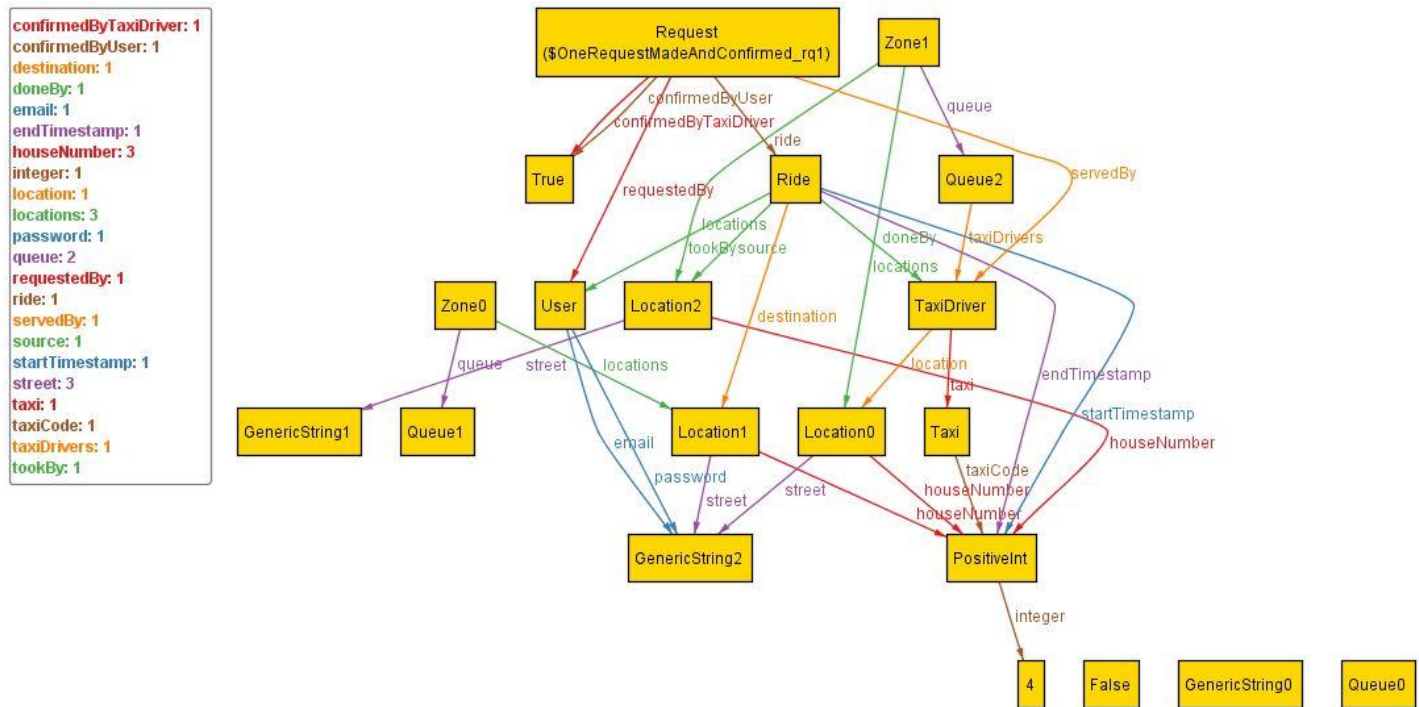 confirmedByTaxiDriver: 1
confirmedByUser: 1
destination: 1
doneBy: 1
email: 1
endTimestamp: 1
houseNumber: 3
integer: 1
location: 1
locations: 3
password: 1
queue: 2
requestedBy: 1
ride: 1
servedBy: 1
source: 1
startTimestamp: 1
street: 3
taxi: 1
taxiCode: 1
taxiDrivers: 1
tookBy: 1
Request
($OneRequestMadeAndConfirmed_rq1)
Zone1
confirmedByUser
queue
confirmedByTaxiDriver
ride
True
Ride
Queue2
servedBy
requestedBy
locations
doneBy
taxiDrivers
tookBysource
locations
Zone0
User
Location2
TaxiDriver
destination
queue
street
locations
location
endTimestamp
taxi
startTimestamp
GenericString1
Queue1
Location1
Location0
Taxi
email
houseNumber
taxiCode
password
street
street
houseNumber
houseNumber
GenericString2
PositiveInt
integer
4
False
GenericString0
Queue0